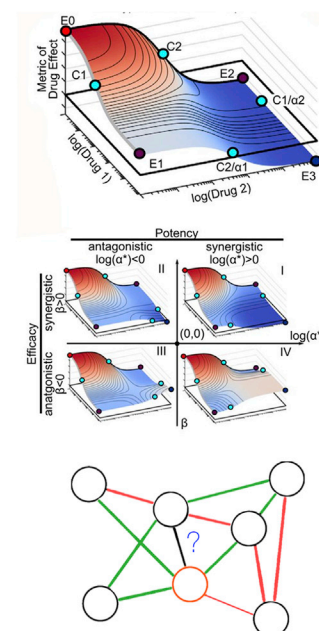 E0
Metric of
Drug Effect
C1
C2
E2
C1/α2
E1
C2/α1
E3
log(Drug 1)
log(Drug 2)
Potency
antagonistic
log(α*)<0
synergistic
log(α*)>0
II
I
Efficacy
synergistic
β>0
(0,0)
log(α*
III
IV
anatgonistic
β<0
β
?